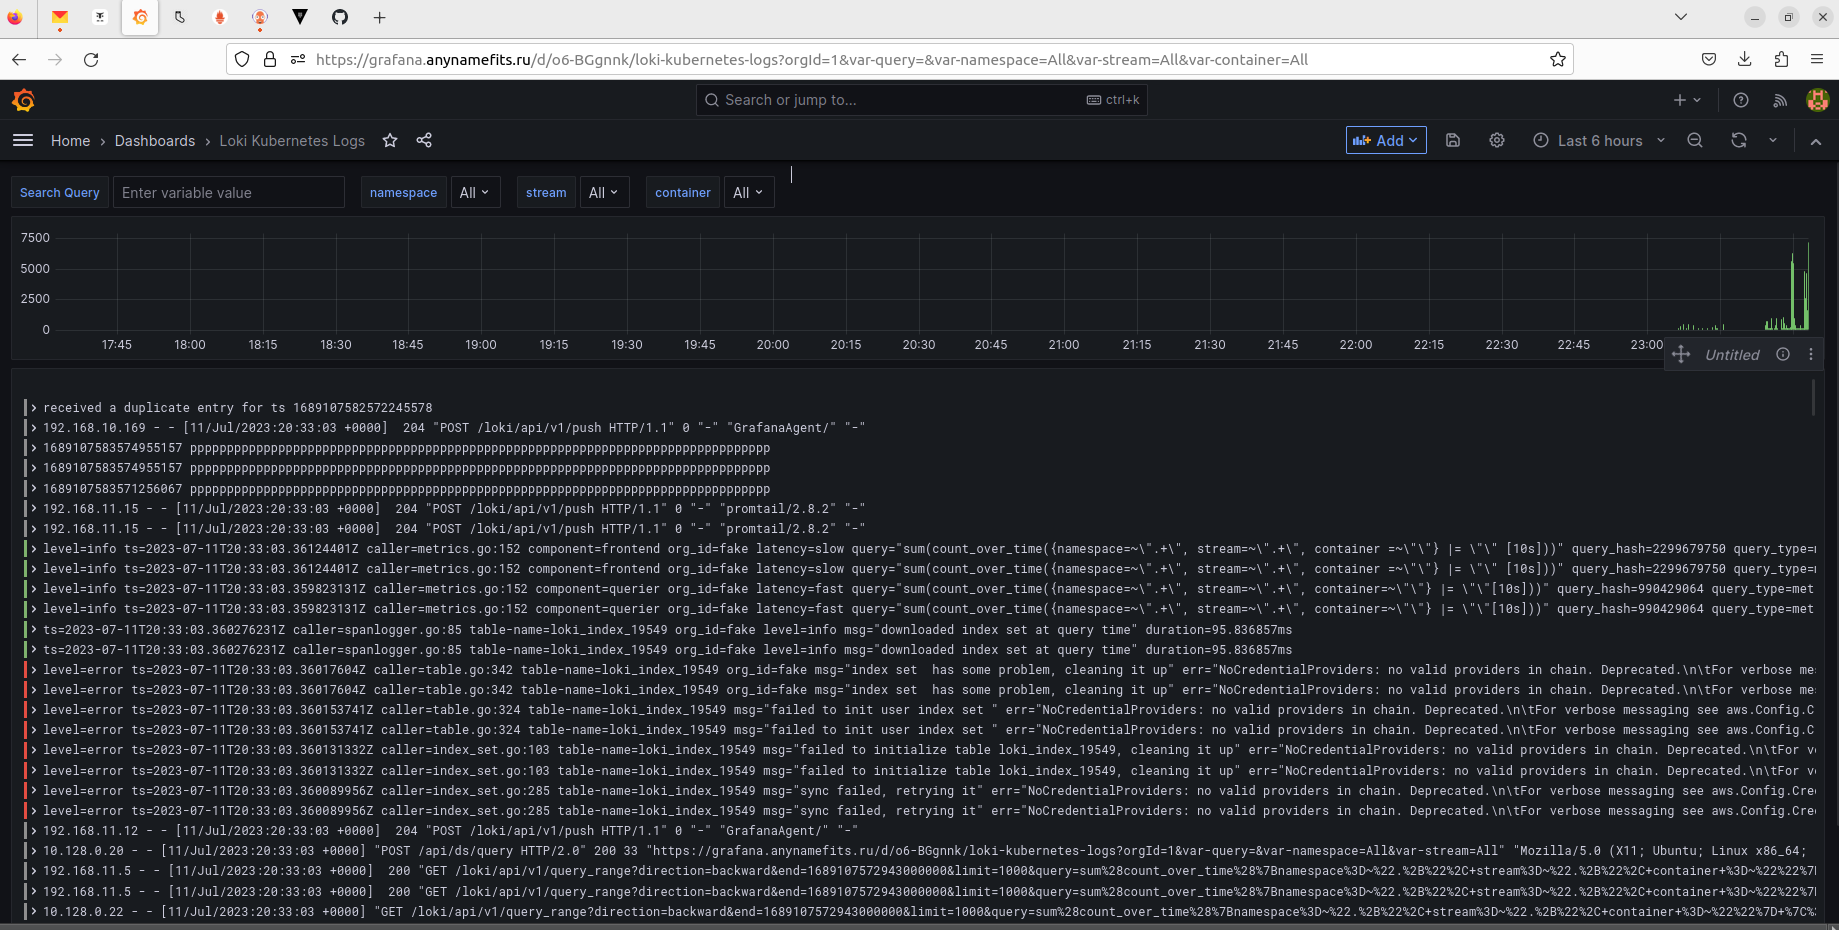 https://grafana.anynamefits.ru/d/o6-BGgnnk/loki-kubernetes-logs?orgId=1&var-query=&var-namespace=All&var-stream=All&var-container=All
Search or jump to... ctrl+k
Home › Dashboards › Loki Kubernetes Logs Add Last 6 hours
Search Query Enter variable value namespace All stream All container All
7500
5000
2500
0
17:45 18:00 18:15 18:30 18:45 19:00 19:15 19:30 19:45 20:00 20:15 20:30 20:45 21:00 21:15 21:30 21:45 22:00 22:15 22:30 22:45 23:00
Untitled
received a duplicate entry for ts 1689107582572245578
192.168.10.169 - - [11/Jul/2023:20:33:03 +0000]  204 "POST /loki/api/v1/push HTTP/1.1" 0 "-" "GrafanaAgent/" "-"
1689107583574955157 ppppppppppppppppppppppppppppppppppppppppppppppppppppppppppppppppppppppppppppppp
1689107583574955157 ppppppppppppppppppppppppppppppppppppppppppppppppppppppppppppppppppppppppppppppp
1689107583571256067 ppppppppppppppppppppppppppppppppppppppppppppppppppppppppppppppppppppppppppppppp
192.168.11.15 - - [11/Jul/2023:20:33:03 +0000]  204 "POST /loki/api/v1/push HTTP/1.1" 0 "-" "promtail/2.8.2" "-"
192.168.11.15 - - [11/Jul/2023:20:33:03 +0000]  204 "POST /loki/api/v1/push HTTP/1.1" 0 "-" "promtail/2.8.2" "-"
level=info ts=2023-07-11T20:33:03.36124401Z caller=metrics.go:152 component=frontend org_id=fake latency=slow query="sum(count_over_time({namespace=~\".+\", stream=~\".+\", container =~\"\"} |= \"\" [10s]))" query_hash=2299679750 query_type=m
level=info ts=2023-07-11T20:33:03.36124401Z caller=metrics.go:152 component=frontend org_id=fake latency=slow query="sum(count_over_time({namespace=~\".+\", stream=~\".+\", container =~\"\"} |= \"\" [10s]))" query_hash=2299679750 query_type=m
level=info ts=2023-07-11T20:33:03.359823131Z caller=metrics.go:152 component=querier org_id=fake latency=fast query="sum(count_over_time({namespace=~\".+\", stream=~\".+\", container=~\"\"} |= \"\"[10s]))" query_hash=990429064 query_type=met
level=info ts=2023-07-11T20:33:03.359823131Z caller=metrics.go:152 component=querier org_id=fake latency=fast query="sum(count_over_time({namespace=~\".+\", stream=~\".+\", container=~\"\"} |= \"\"[10s]))" query_hash=990429064 query_type=met
ts=2023-07-11T20:33:03.360276231Z caller=spanlogger.go:85 table-name=loki_index_19549 org_id=fake level=info msg="downloaded index set at query time" duration=95.836857ms
ts=2023-07-11T20:33:03.360276231Z caller=spanlogger.go:85 table-name=loki_index_19549 org_id=fake level=info msg="downloaded index set at query time" duration=95.836857ms
level=error ts=2023-07-11T20:33:03.36017604Z caller=table.go:342 table-name=loki_index_19549 org_id=fake msg="index set  has some problem, cleaning it up" err="NoCredentialProviders: no valid providers in chain. Deprecated.\n\tFor verbose mes
level=error ts=2023-07-11T20:33:03.36017604Z caller=table.go:342 table-name=loki_index_19549 org_id=fake msg="index set  has some problem, cleaning it up" err="NoCredentialProviders: no valid providers in chain. Deprecated.\n\tFor verbose mes
level=error ts=2023-07-11T20:33:03.360153741Z caller=table.go:324 table-name=loki_index_19549 msg="failed to init user index set " err="NoCredentialProviders: no valid providers in chain. Deprecated.\n\tFor verbose messaging see aws.Config.C
level=error ts=2023-07-11T20:33:03.360153741Z caller=table.go:324 table-name=loki_index_19549 msg="failed to init user index set " err="NoCredentialProviders: no valid providers in chain. Deprecated.\n\tFor verbose messaging see aws.Config.C
level=error ts=2023-07-11T20:33:03.360131332Z caller=index_set.go:103 table-name=loki_index_19549 msg="failed to initialize table loki_index_19549, cleaning it up" err="NoCredentialProviders: no valid providers in chain. Deprecated.\n\tFor ve
level=error ts=2023-07-11T20:33:03.360131332Z caller=index_set.go:103 table-name=loki_index_19549 msg="failed to initialize table loki_index_19549, cleaning it up" err="NoCredentialProviders: no valid providers in chain. Deprecated.\n\tFor ve
level=error ts=2023-07-11T20:33:03.360089956Z caller=index_set.go:285 table-name=loki_index_19549 msg="sync failed, retrying it" err="NoCredentialProviders: no valid providers in chain. Deprecated.\n\tFor verbose messaging see aws.Config.Cre
level=error ts=2023-07-11T20:33:03.360089956Z caller=index_set.go:285 table-name=loki_index_19549 msg="sync failed, retrying it" err="NoCredentialProviders: no valid providers in chain. Deprecated.\n\tFor verbose messaging see aws.Config.Cre
192.168.11.12 - - [11/Jul/2023:20:33:03 +0000]  204 "POST /loki/api/v1/push HTTP/1.1" 0 "-" "GrafanaAgent/" "-"
10.128.0.20 - - [11/Jul/2023:20:33:03 +0000] "POST /api/ds/query HTTP/2.0" 200 33 "https://grafana.anynamefits.ru/d/o6-BGgnnk/loki-kubernetes-logs?orgId=1&var-query=&var-namespace=All&var-stream=All" "Mozilla/5.0 (X11; Ubuntu; Linux x86_64;
192.168.11.5 - - [11/Jul/2023:20:33:03 +0000]  200 "GET /loki/api/v1/query_range?direction=backward&end=1689107572943000000&limit=1000&query=sum%28count_over_time%28%7Bnamespace%3D~%22.%2B%22%2C+stream%3D~%22.%2B%22%2C+container+%3D~%22%22%7D
192.168.11.5 - - [11/Jul/2023:20:33:03 +0000]  200 "GET /loki/api/v1/query_range?direction=backward&end=1689107572943000000&limit=1000&query=sum%28count_over_time%28%7Bnamespace%3D~%22.%2B%22%2C+stream%3D~%22.%2B%22%2C+container+%3D~%22%22%7D
10.128.0.22 - - [11/Jul/2023:20:33:03 +0000] "GET /loki/api/v1/query_range?direction=backward&end=1689107572943000000&limit=1000&query=sum%28count_over_time%28%7Bnamespace%3D~%22.%2B%22%2C+stream%3D~%22.%2B%22%2C+container+%3D~%22%22%7D+%7C%3